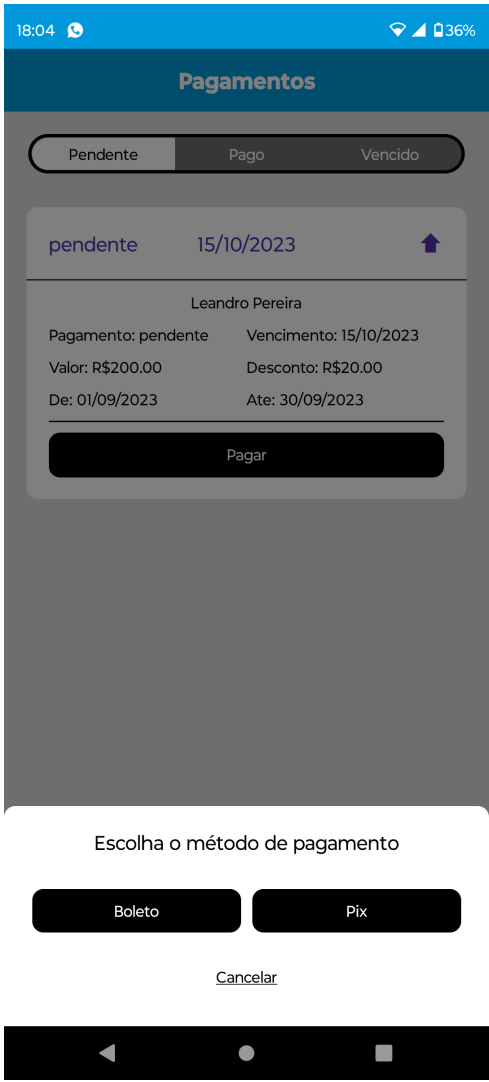 18:04 36%
Pagamentos
Pendente Pago Vencido
pendente 15/10/2023
Leandro Pereira
Pagamento: pendente Vencimento: 15/10/2023
Valor: R$200.00 Desconto: R$20.00
De: 01/09/2023 Ate: 30/09/2023
Pagar
Escolha o método de pagamento
Boleto Pix
Cancelar